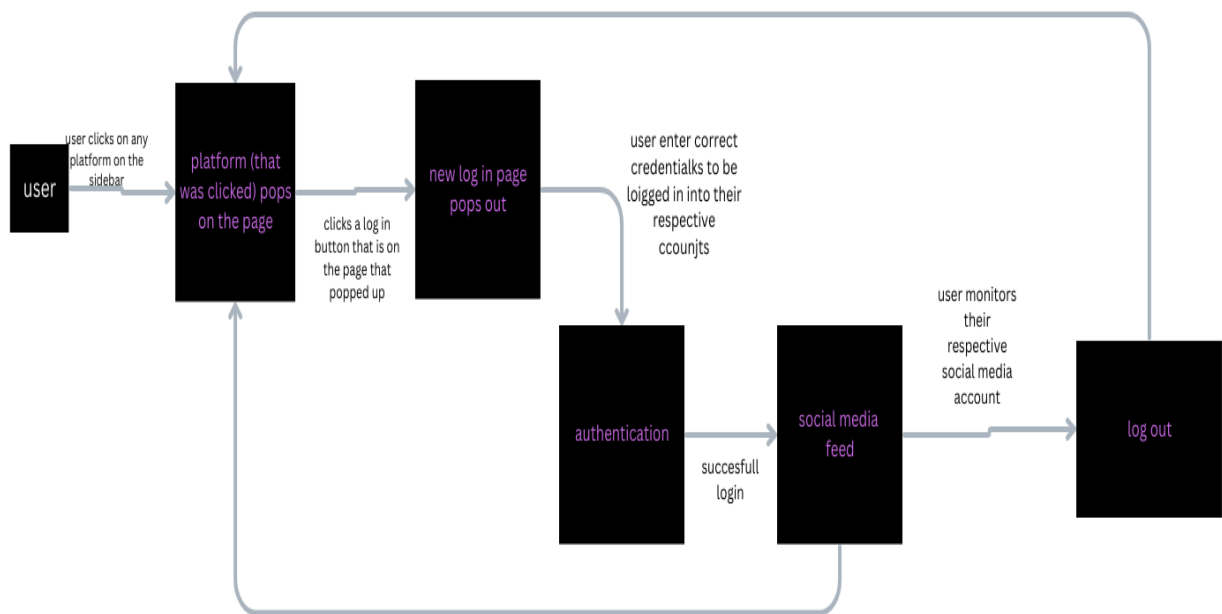 user
user clicks on any
platform on the
sidebar
platform (that
was clicked) pops
on the page
clicks a log in
button that is on
the page that
popped up
new log in page
pops out
user enter correct
credentialks to be
loigged in into their
respective
ccounjts
authentication
succesfull
login
social media
feed
user monitors
their
respective
social media
account
log out